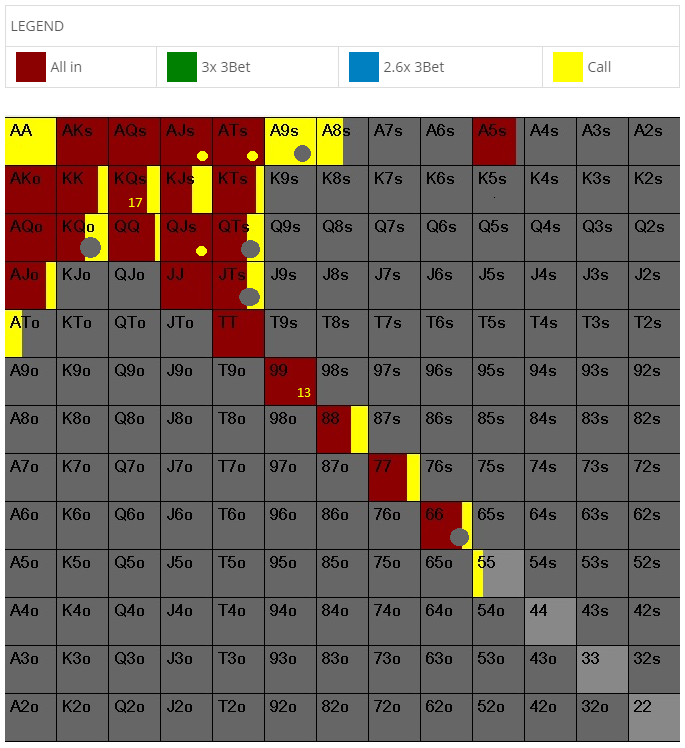 LEGEND
All in 3x 3Bet 2.6x 3Bet Call
AA AKs AQs AJs ATs A9s A8s A7s A6s A5s A4s A3s A2s
AKo KK KQs KJs KTs K9s K8s K7s K6s K5s K4s K3s K2s
17
AQo KQo QQ QJs QTs Q9s Q8s Q7s Q6s Q5s Q4s Q3s Q2s
AJo KJo QJo JJ JTs J9s J8s J7s J6s J5s J4s J3s J2s
ATo KTo QTo JTo TT T9s T8s T7s T6s T5s T4s T3s T2s
A9o K9o Q9o J9o T9o 99 98s 97s 96s 95s 94s 93s 92s
13
A8o K8o Q8o J8o T8o 98o 88 87s 86s 85s 84s 83s 82s
A7o K7o Q7o J7o T7o 97o 87o 77 76s 75s 74s 73s 72s
A6o K6o Q6o J6o T6o 96o 86o 76o 66 65s 64s 63s 62s
A5o K5o Q5o J5o T5o 95o 85o 75o 65o 55 54s 53s 52s
A4o K4o Q4o J4o T4o 94o 84o 74o 64o 54o 44 43s 42s
A3o K3o Q3o J3o T3o 93o 83o 73o 63o 53o 43o 33 32s
A2o K2o Q2o J2o T2o 92o 82o 72o 62o 52o 42o 32o 22